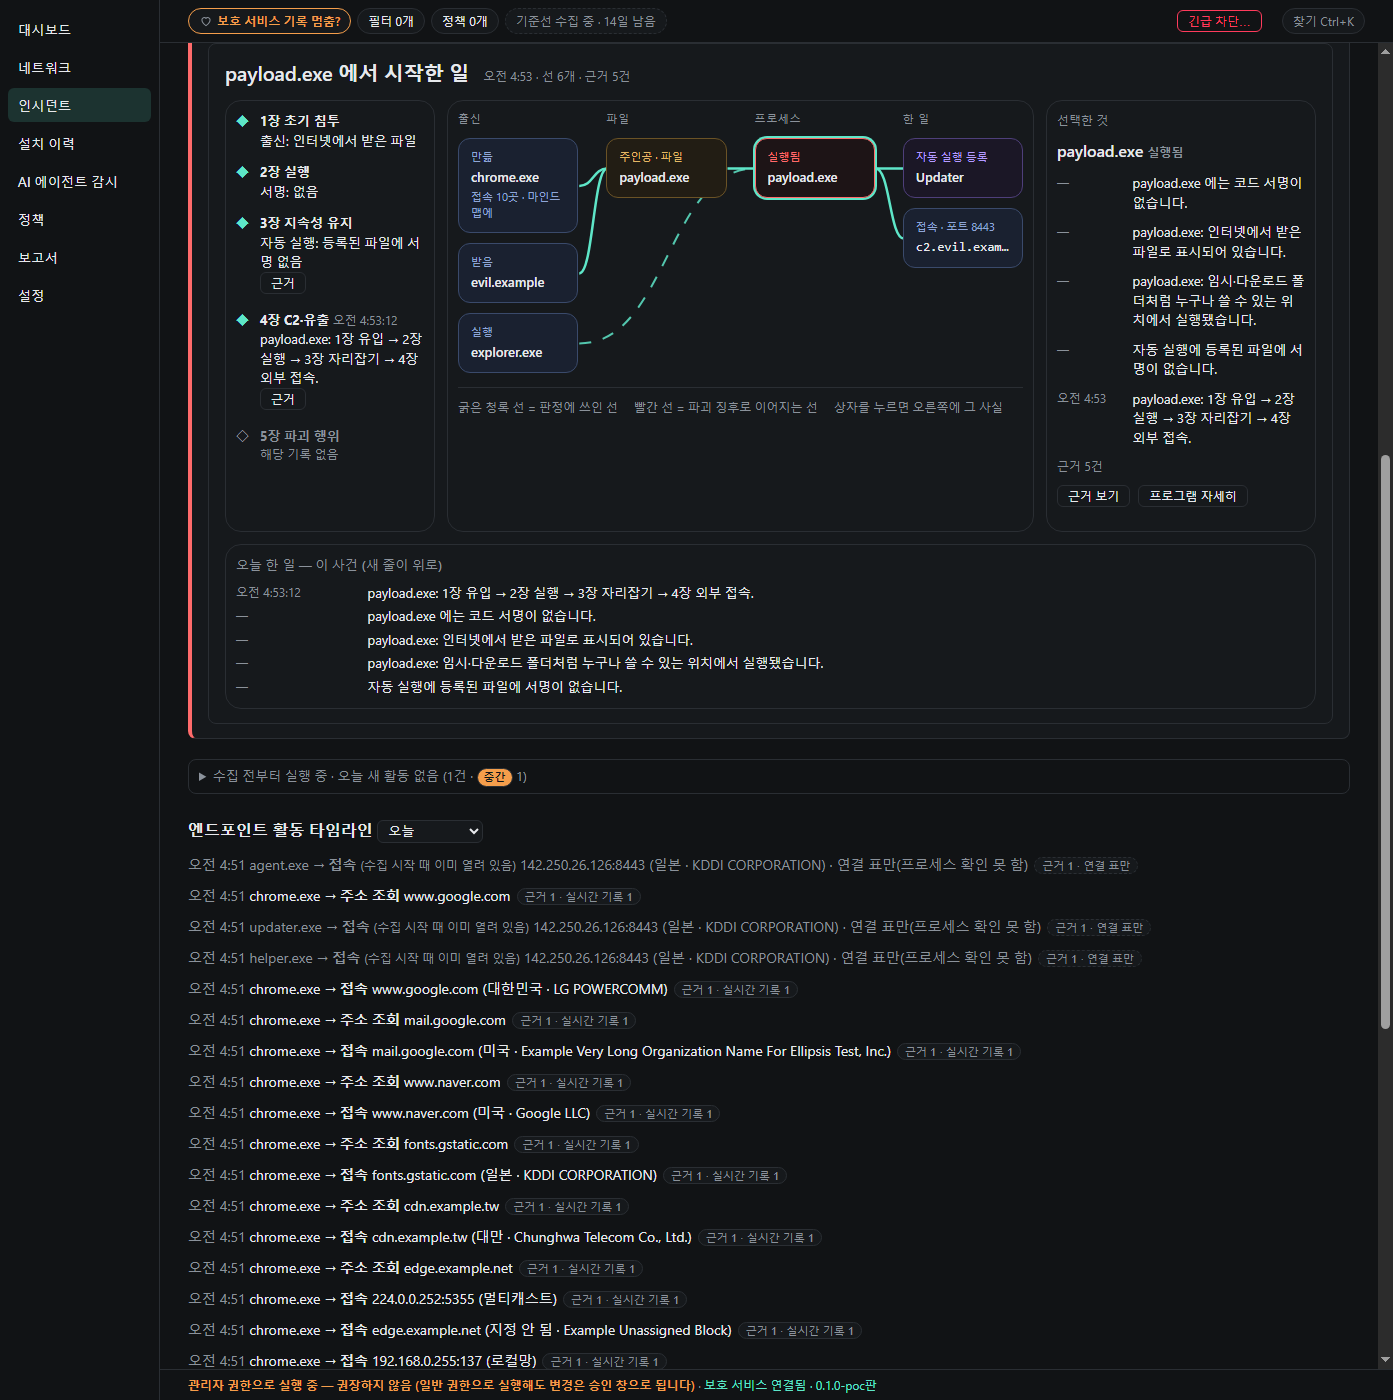 대시보드
네트워크
인시던트
설치 이력
AI 에이전트 감시
정책
보고서
설정
♡ 보호 서비스 기록 멈춤?
필터 0개
정책 0개
기준선 수집 중 · 14일 남음
긴급 차단...
찾기 Ctrl+K
payload.exe 에서 시작한 일 오전 4:53 · 선 6개 · 근거 5건
1장 초기 침투
출신: 인터넷에서 받은 파일
2장 실행
서명: 없음
3장 지속성 유지
자동 실행: 등록된 파일에 서
명 없음
근거
4장 C2·유출 오전 4:53:12
payload.exe: 1장 유입 → 2장
실행 → 3장 자리잡기 → 4장
외부 접속.
근거
5장 파괴 행위
해당 기록 없음
출신
파일
프로세스
한 일
만듦
chrome.exe
접속 10곳 · 마인드
맵에
받음
evil.example
실행
explorer.exe
주인공 · 파일
payload.exe
실행됨
payload.exe
자동 실행 등록
Updater
접속 · 포트 8443
c2.evil.exam…
굵은 청록 선 = 판정에 쓰인 선
빨간 선 = 파괴 징후로 이어지는 선
상자를 누르면 오른쪽에 그 사실
선택한 것
payload.exe 실행됨
— payload.exe 에는 코드 서명이
없습니다.
— payload.exe: 인터넷에서 받은
파일로 표시되어 있습니다.
— payload.exe: 임시·다운로드 폴
더처럼 누구나 쓸 수 있는 위
치에서 실행됐습니다.
— 자동 실행에 등록된 파일에 서
명이 없습니다.
오전 4:53 payload.exe: 1장 유입 → 2장
실행 → 3장 자리잡기 → 4장
외부 접속.
근거 5건
근거 보기
프로그램 자세히
오늘 한 일 — 이 사건 (새 줄이 위로)
오전 4:53:12 payload.exe: 1장 유입 → 2장 실행 → 3장 자리잡기 → 4장 외부 접속.
— payload.exe 에는 코드 서명이 없습니다.
— payload.exe: 인터넷에서 받은 파일로 표시되어 있습니다.
— payload.exe: 임시·다운로드 폴더처럼 누구나 쓸 수 있는 위치에서 실행됐습니다.
— 자동 실행에 등록된 파일에 서명이 없습니다.
▶ 수집 전부터 실행 중 · 오늘 새 활동 없음 (1건 · 중간 1)
엔드포인트 활동 타임라인 오늘
오전 4:51 agent.exe → 접속 (수집 시작 때 이미 열려 있음) 142.250.26.126:8443 (일본 · KDDI CORPORATION) · 연결 표만(프로세스 확인 못 함) 근거 1 · 연결 표만
오전 4:51 chrome.exe → 주소 조회 www.google.com 근거 1 · 실시간 기록 1
오전 4:51 updater.exe → 접속 (수집 시작 때 이미 열려 있음) 142.250.26.126:8443 (일본 · KDDI CORPORATION) · 연결 표만(프로세스 확인 못 함) 근거 1 · 연결 표만
오전 4:51 helper.exe → 접속 (수집 시작 때 이미 열려 있음) 142.250.26.126:8443 (일본 · KDDI CORPORATION) · 연결 표만(프로세스 확인 못 함) 근거 1 · 연결 표만
오전 4:51 chrome.exe → 접속 www.google.com (대한민국 · LG POWERCOMM) 근거 1 · 실시간 기록 1
오전 4:51 chrome.exe → 주소 조회 mail.google.com 근거 1 · 실시간 기록 1
오전 4:51 chrome.exe → 접속 mail.google.com (미국 · Example Very Long Organization Name For Ellipsis Test, Inc.) 근거 1 · 실시간 기록 1
오전 4:51 chrome.exe → 주소 조회 www.naver.com 근거 1 · 실시간 기록 1
오전 4:51 chrome.exe → 접속 www.naver.com (미국 · Google LLC) 근거 1 · 실시간 기록 1
오전 4:51 chrome.exe → 주소 조회 fonts.gstatic.com 근거 1 · 실시간 기록 1
오전 4:51 chrome.exe → 접속 fonts.gstatic.com (일본 · KDDI CORPORATION) 근거 1 · 실시간 기록 1
오전 4:51 chrome.exe → 주소 조회 cdn.example.tw 근거 1 · 실시간 기록 1
오전 4:51 chrome.exe → 접속 cdn.example.tw (대만 · Chunghwa Telecom Co., Ltd.) 근거 1 · 실시간 기록 1
오전 4:51 chrome.exe → 주소 조회 edge.example.net 근거 1 · 실시간 기록 1
오전 4:51 chrome.exe → 접속 224.0.0.252:5355 (멀티캐스트) 근거 1 · 실시간 기록 1
오전 4:51 chrome.exe → 접속 edge.example.net (지정 안 됨 · Example Unassigned Block) 근거 1 · 실시간 기록 1
오전 4:51 chrome.exe → 접속 192.168.0.255:137 (로컬망) 근거 1 · 실시간 기록 1
관리자 권한으로 실행 중 — 권장하지 않음 (일반 권한으로 실행해도 변경은 승인 창으로 됩니다) · 보호 서비스 연결됨 · 0.1.0-poc판